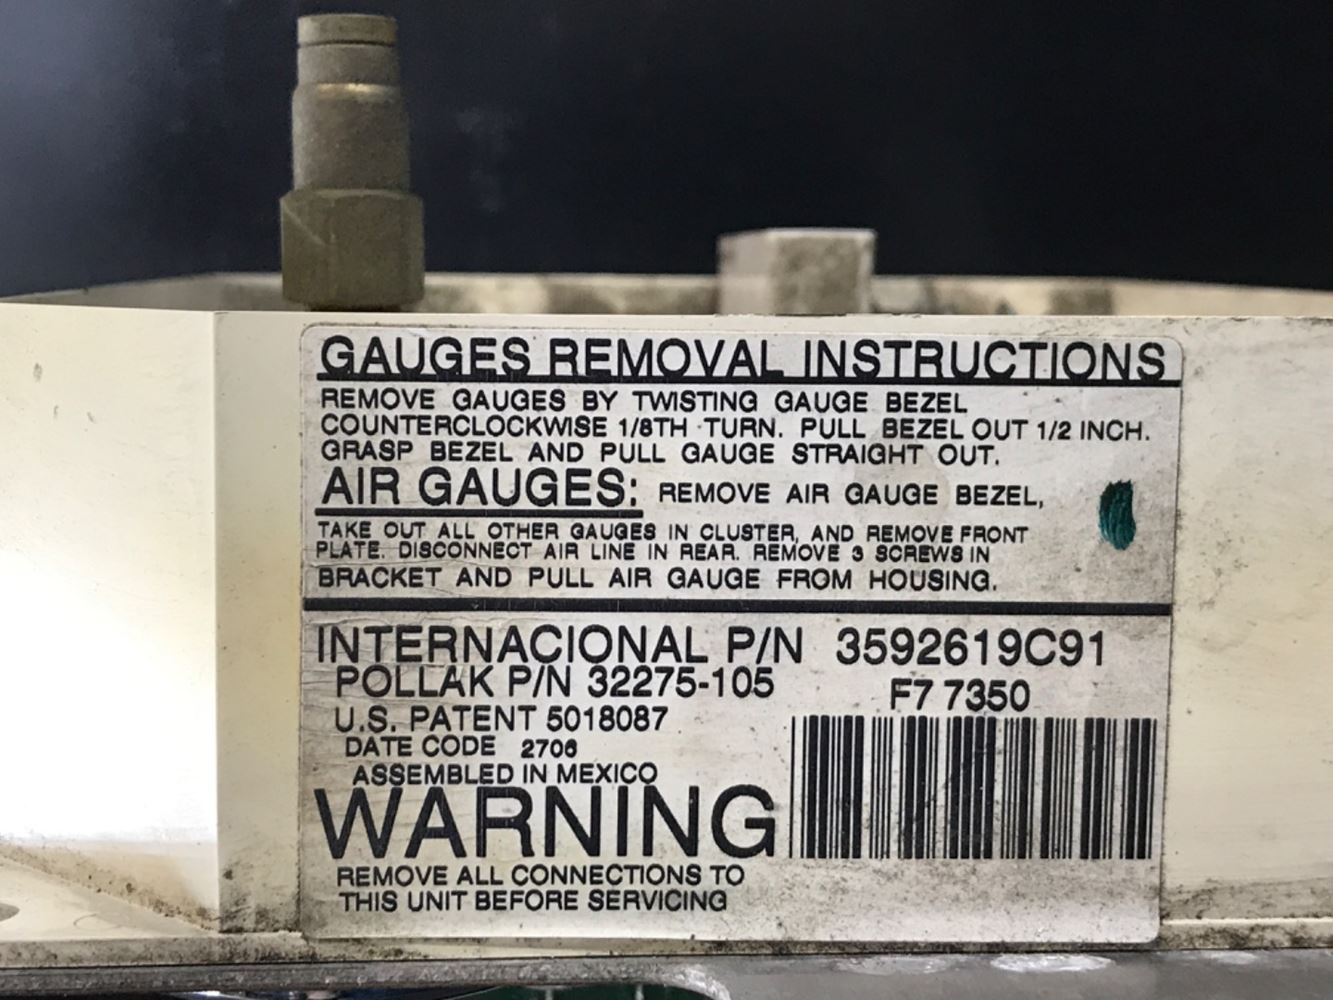 GAUGES REMOVAL INSTRUCTIONS
REMOVE GAUGES BY TWISTING GAUGE BEZEL
COUNTERCLOCKWISE 1/8TH TURN. PULL BEZEL OUT 1/2 INCH.
GRASP BEZEL AND PULL GAUGE STRAIGHT OUT.
AIR GAUGES: REMOVE AIR GAUGE BEZEL,
TAKE OUT ALL OTHER GAUGES IN CLUSTER, AND REMOVE FRONT
PLATE. DISCONNECT AIR LINE IN REAR. REMOVE 3 SCREWS IN
BRACKET AND PULL AIR GAUGE FROM HOUSING.
INTERNACIONAL P/N 3592619C91
POLLAK P/N 32275-105 F7 7350
U.S. PATENT 5018087
DATE CODE 2706
ASSEMBLED IN MEXICO
WARNING
REMOVE ALL CONNECTIONS TO
THIS UNIT BEFORE SERVICING